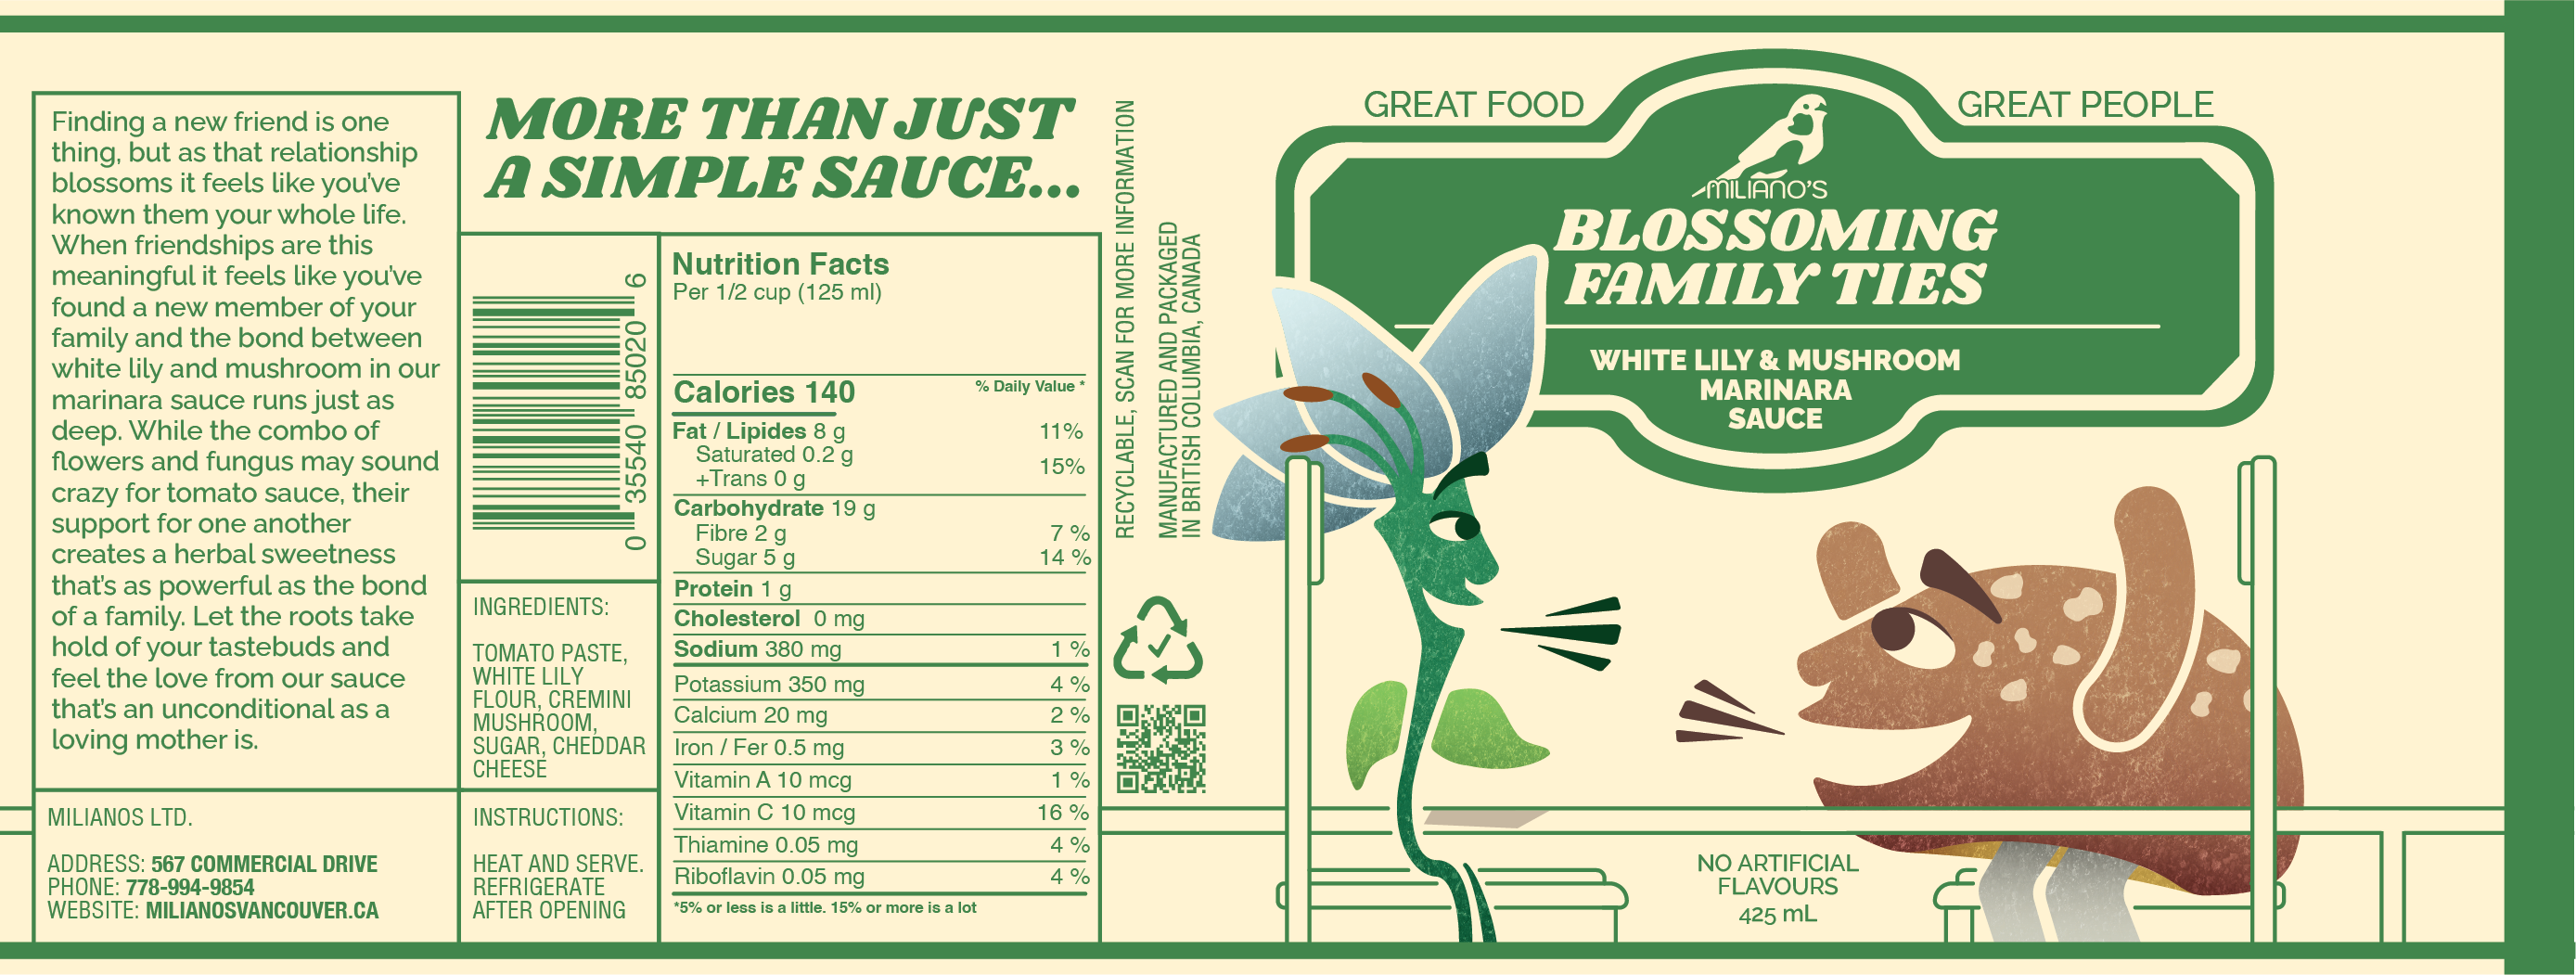 Finding a new friend is one
thing, but as that relationship
blossoms it feels like you've
known them your whole life.
When friendships are this
meaningful it feels like you've
found a new member of your
family and the bond between
white lily and mushroom in our
marinara sauce runs just as
deep. While the combo of
flowers and fungus may sound
crazy for tomato sauce, their
support for one another
creates a herbal sweetness
that's as powerful as the bond
of a family. Let the roots take
hold of your tastebuds and
feel the love from our sauce
that's an unconditional as a
loving mother is.
MILIANOS LTD.
ADDRESS: 567 COMMERCIAL DRIVE
PHONE: 778-994-9854
WEBSITE: MILIANOSVANCOUVER.CA
MORE THAN JUST
A SIMPLE SAUCE...
0 35540 85020 6
INGREDIENTS:
TOMATO PASTE,
WHITE LILY
FLOUR, CREMINI
MUSHROOM,
SUGAR, CHEDDAR
CHEESE
INSTRUCTIONS:
HEAT AND SERVE.
REFRIGERATE
AFTER OPENING
Nutrition Facts
Per 1/2 cup (125 ml)
Calories 140 % Daily Value *
Fat / Lipides 8 g 11%
Saturated 0.2 g
+Trans 0 g 15%
Carbohydrate 19 g
Fibre 2 g 7 %
Sugar 5 g 14 %
Protein 1 g
Cholesterol 0 mg
Sodium 380 mg 1 %
Potassium 350 mg 4 %
Calcium 20 mg 2 %
Iron / Fer 0.5 mg 3 %
Vitamin A 10 mcg 1 %
Vitamin C 10 mcg 16 %
Thiamine 0.05 mg 4 %
Riboflavin 0.05 mg 4 %
*5% or less is a little. 15% or more is a lot
RECYCLABLE, SCAN FOR MORE INFORMATION
MANUFACTURED AND PACKAGED
IN BRITISH COLUMBIA, CANADA
GREAT FOOD
GREAT PEOPLE
MILIANO'S
BLOSSOMING
FAMILY TIES
WHITE LILY & MUSHROOM
MARINARA
SAUCE
NO ARTIFICIAL
FLAVOURS
425 mL